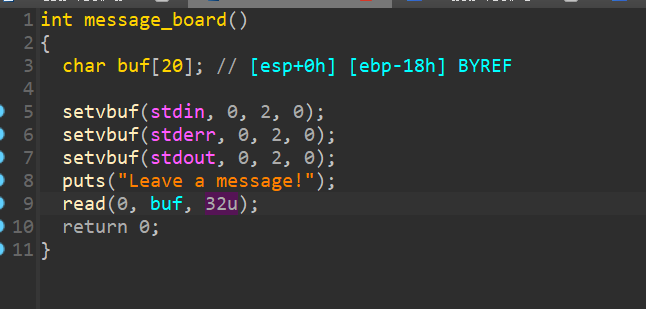 1 int message_board()
2 {
3 char buf[20]; // [esp+0h] [ebp-18h] BYREF
4
5 setvbuf(stdin, 0, 2, 0);
6 setvbuf(stderr, 0, 2, 0);
7 setvbuf(stdout, 0, 2, 0);
8 puts("Leave a message!");
9 read(0, buf, 32u);
10 return 0;
11 }